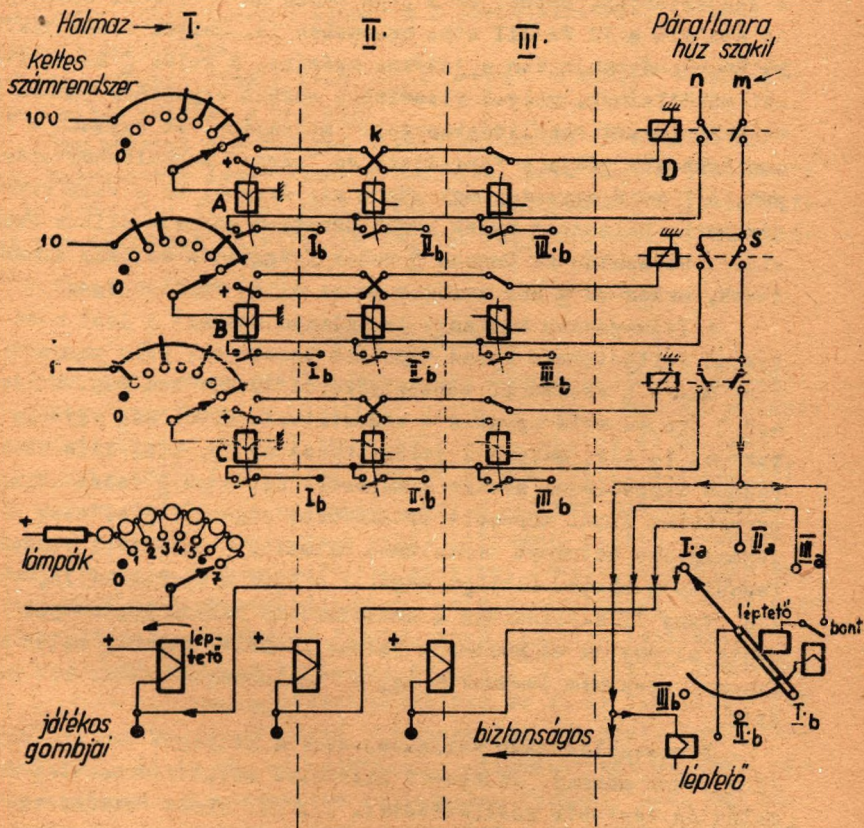 Halmaz → I.
II.
III.
Páratlanra
húz szakit
kettes
számrendszer
n m
100
0
+
A
k
D
I b
II b
III. b
10
0
+
B
S
I b
II b
III b
1
0
+
C
I b
II. b
III b
+
lámpák
0 1 2 3 4 5 6 7
I.a
II a
III a
léptető
bont
+
lép-
tető
+
+
III b
II. b
I. b
játékos
gombjai
biztonságos
léptető